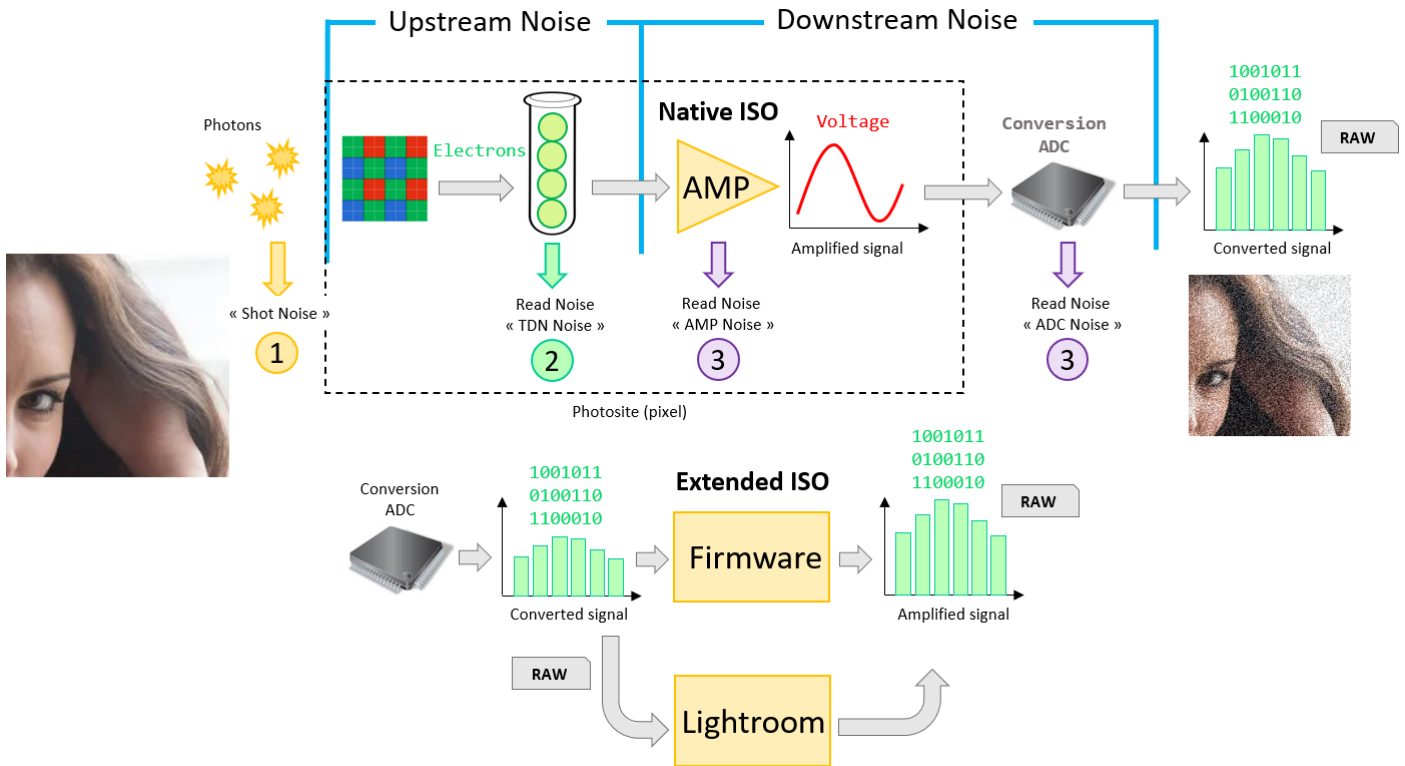 Upstream Noise
Downstream Noise
1001011
0100110
1100010
RAW
Photons
Electrons
Native ISO
AMP
Voltage
Amplified signal
Conversion
ADC
Converted signal
« Shot Noise »
1
Read Noise
« TDN Noise »
2
Read Noise
« AMP Noise »
3
Read Noise
« ADC Noise »
3
Photosite (pixel)
Conversion
ADC
1001011
0100110
1100010
Converted signal
Extended ISO
Firmware
1001011
0100110
1100010
RAW
Amplified signal
RAW
Lightroom